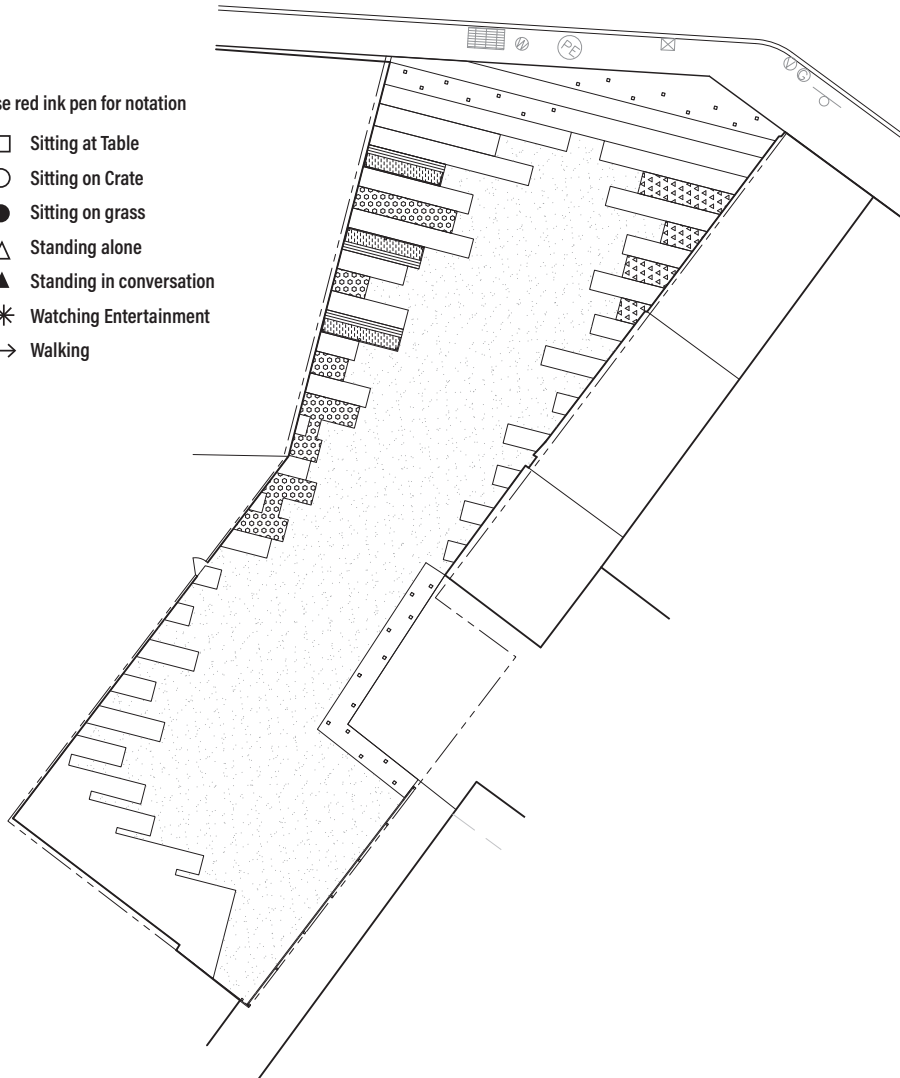 se red ink pen for notation
Sitting at Table
Sitting on Crate
Sitting on grass
Standing alone
Standing in conversation
Watching Entertainment
Walking
W
PE
V
G